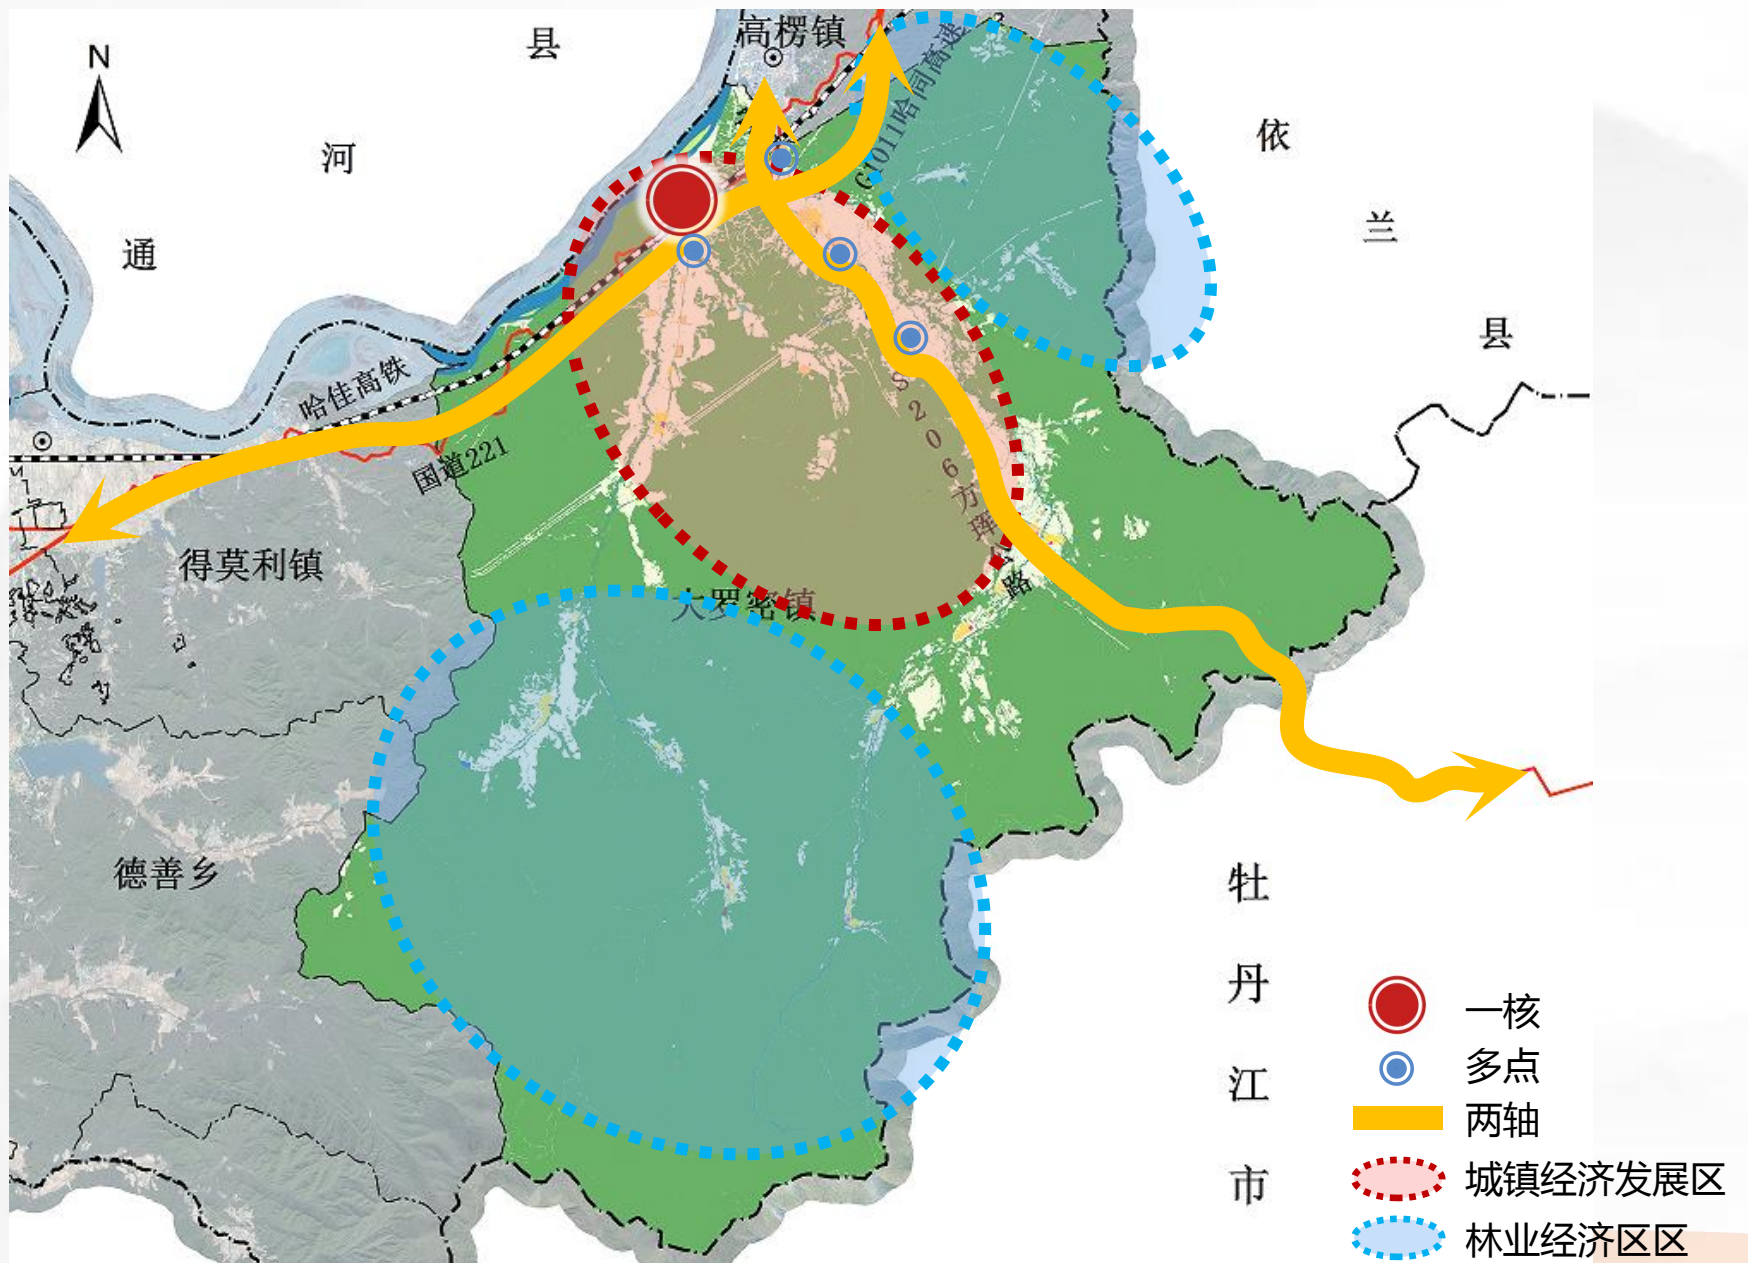 N
县
高楞镇
河
通
依
兰
县
G1011哈同高速
哈佳高铁
国道221
S206方珲公路
得莫利镇
大罗密镇
德善乡
牡
丹
江
市
一核
多点
两轴
城镇经济发展区
林业经济区区